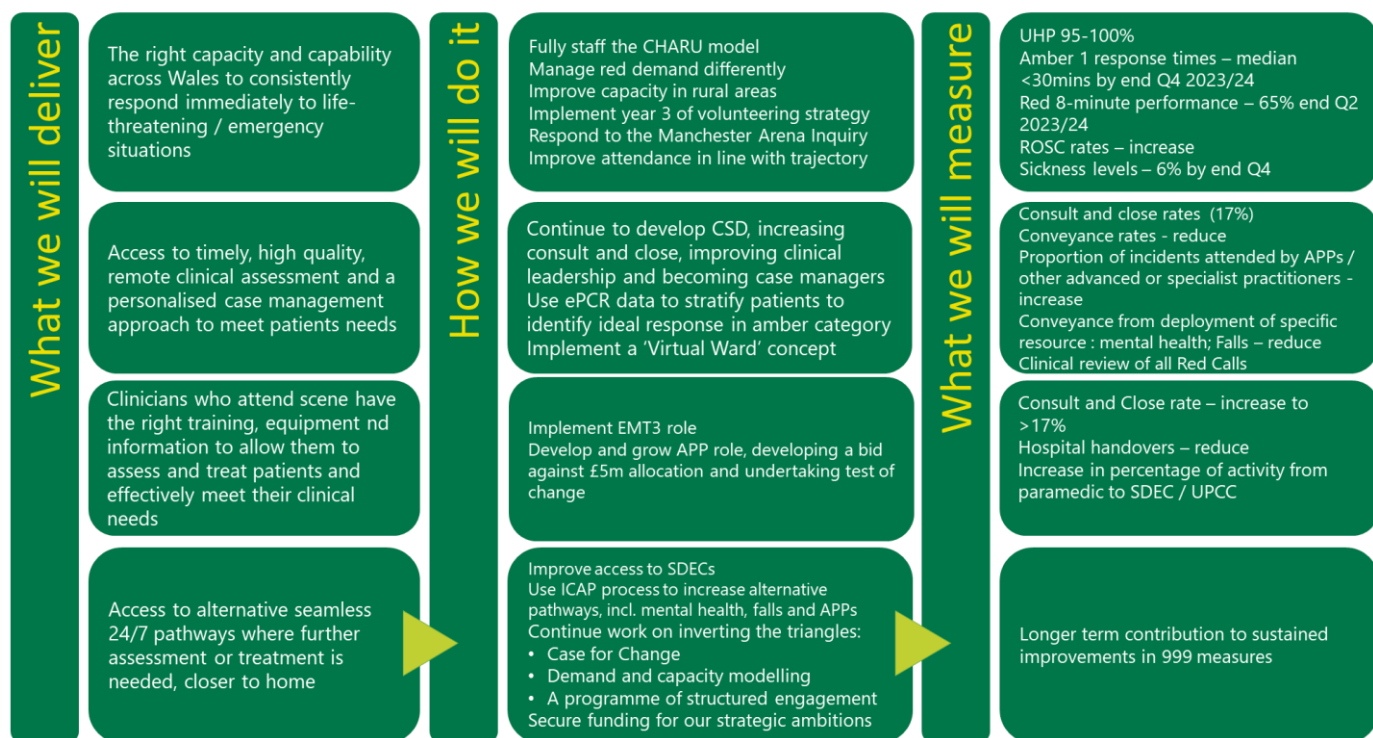 What we will deliver
The right capacity and capability
across Wales to consistently
respond immediately to life-
threatening / emergency
situations
Access to timely, high quality,
remote clinical assessment and a
personalised case management
approach to meet patients needs
Clinicians who attend scene have
the right training, equipment nd
information to allow them to
assess and treat patients and
effectively meet their clinical
needs
Access to alternative seamless
24/7 pathways where further
assessment or treatment is
needed, closer to home
How we will do it
Fully staff the CHARU model
Manage red demand differently
Improve capacity in rural areas
Implement year 3 of volunteering strategy
Respond to the Manchester Arena Inquiry
Improve attendance in line with trajectory
Continue to develop CSD, increasing
consult and close, improving clinical
leadership and becoming case managers
Use ePCR data to stratify patients to
identify ideal response in amber category
Implement a ‘Virtual Ward’ concept
Implement EMT3 role
Develop and grow APP role, developing a bid
against £5m allocation and undertaking test of
change
Improve access to SDECs
Use ICAP process to increase alternative
pathways, incl. mental health, falls and APPs
Continue work on inverting the triangles:
• Case for Change
• Demand and capacity modelling
• A programme of structured engagement
Secure funding for our strategic ambitions
What we will measure
UHP 95-100%
Amber 1 response times – median
<30mins by end Q4 2023/24
Red 8-minute performance – 65% end Q2
2023/24
ROSC rates – increase
Sickness levels – 6% by end Q4
Consult and close rates (17%)
Conveyance rates - reduce
Proportion of incidents attended by APPs /
other advanced or specialist practitioners -
increase
Conveyance from deployment of specific
resource : mental health; Falls – reduce
Clinical review of all Red Calls
Consult and Close rate – increase to
>17%
Hospital handovers – reduce
Increase in percentage of activity from
paramedic to SDEC / UPCC
Longer term contribution to sustained
improvements in 999 measures